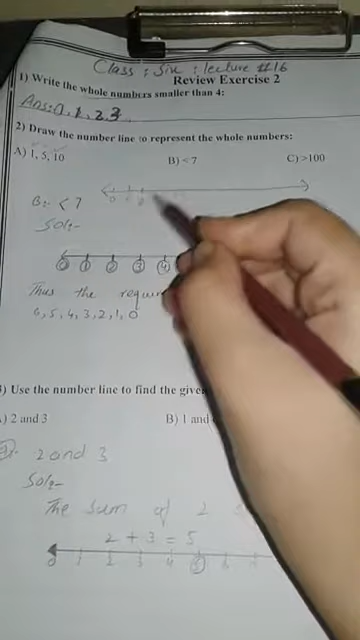 Class : Six : lecture #16
Review Exercise 2
1) Write the whole numbers smaller than 4:
Ans: 0, 1, 2, 3
2) Draw the number line to represent the whole numbers:
A) 1, 5, 10 B) < 7 C) >100
0 1 2
B:- < 7
Sol:-
0 1 2 3 4
Thus the
6, 5, 4, 3, 2, 1, 0
3) Use the number line to find the
A) 2 and 3 B) 1 and
2 and 3
Sol:-
The sum of 2
2 + 3 = 5
0 1 2 3 4 5 6